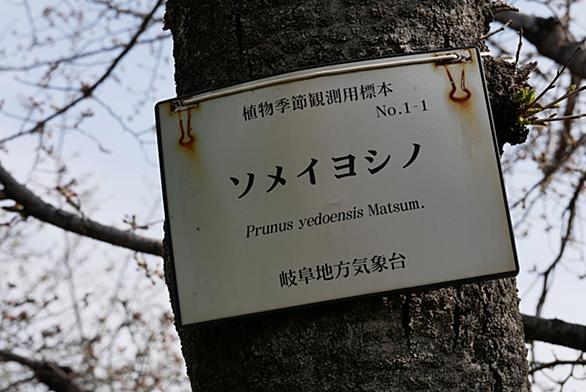 植物季節観測用標本
No.1-1
ソメイヨシノ
Prunus yedoensis Matsum.
岐阜地方気象台